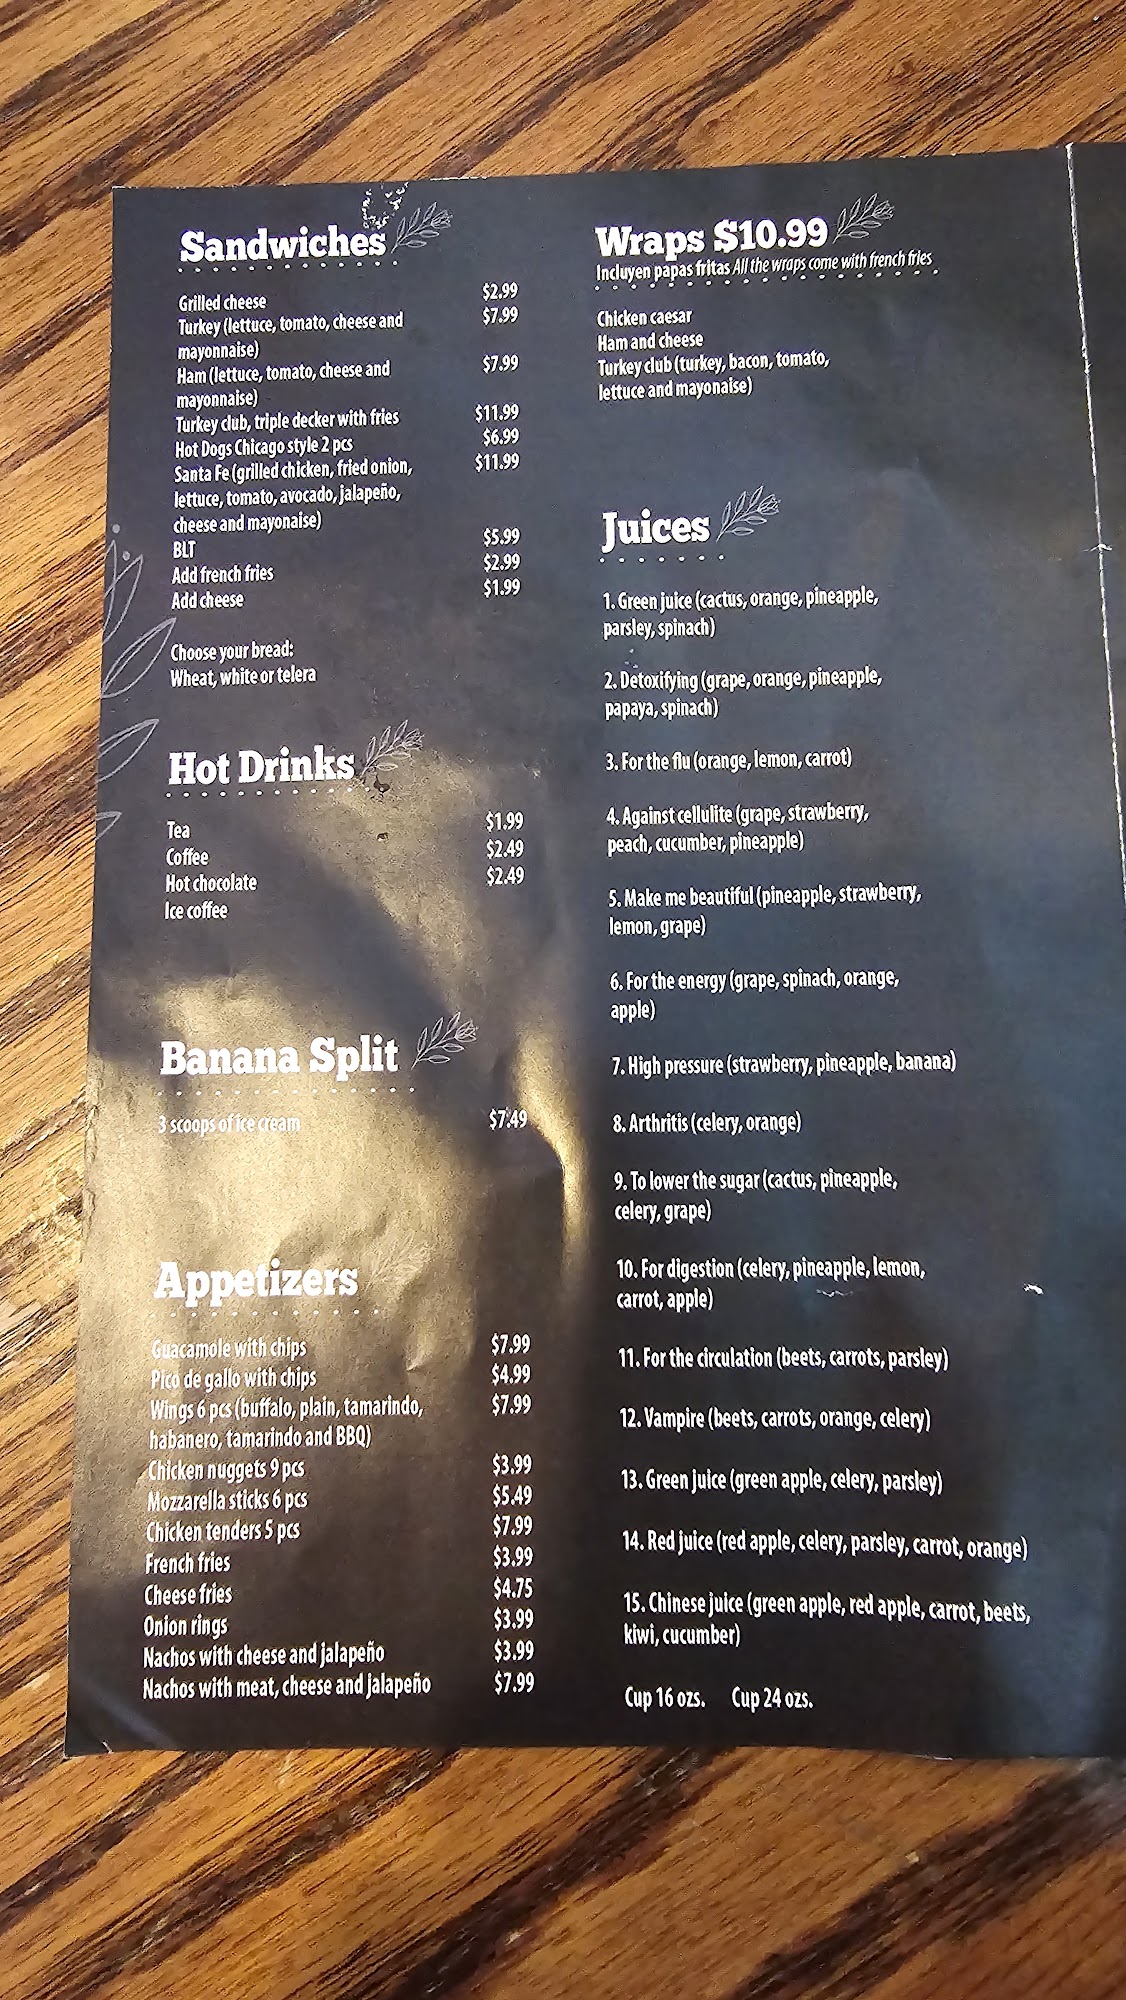 Sandwiches
Grilled cheese $2.99
Turkey (lettuce, tomato, cheese and $7.99
mayonnaise)
Ham (lettuce, tomato, cheese and $7.99
mayonnaise)
Turkey club, triple decker with fries $11.99
Hot Dogs Chicago style 2 pcs $6.99
Santa Fe (grilled chicken, fried onion, $11.99
lettuce, tomato, avocado, jalapeño,
cheese and mayonaise)
BLT $5.99
Add french fries $2.99
Add cheese $1.99
Choose your bread:
Wheat, white or telera
Hot Drinks
Tea $1.99
Coffee $2.49
Hot chocolate $2.49
Ice coffee
Banana Split
3 scoops of ice cream $7.49
Appetizers
Guacamole with chips $7.99
Pico de gallo with chips $4.99
Wings 6 pcs (buffalo, plain, tamarindo, $7.99
habanero, tamarindo and BBQ)
Chicken nuggets 9 pcs $3.99
Mozzarella sticks 6 pcs $5.49
Chicken tenders 5 pcs $7.99
French fries $3.99
Cheese fries $4.75
Onion rings $3.99
Nachos with cheese and jalapeño $3.99
Nachos with meat, cheese and jalapeño $7.99
Wraps $10.99
Incluyen papas fritas All the wraps come with french fries
Chicken caesar
Ham and cheese
Turkey club (turkey, bacon, tomato,
lettuce and mayonaise)
Juices
1. Green juice (cactus, orange, pineapple,
parsley, spinach)
2. Detoxifying (grape, orange, pineapple,
papaya, spinach)
3. For the flu (orange, lemon, carrot)
4. Against cellulite (grape, strawberry,
peach, cucumber, pineapple)
5. Make me beautiful (pineapple, strawberry,
lemon, grape)
6. For the energy (grape, spinach, orange,
apple)
7. High pressure (strawberry, pineapple, banana)
8. Arthritis (celery, orange)
9. To lower the sugar (cactus, pineapple,
celery, grape)
10. For digestion (celery, pineapple, lemon,
carrot, apple)
11. For the circulation (beets, carrots, parsley)
12. Vampire (beets, carrots, orange, celery)
13. Green juice (green apple, celery, parsley)
14. Red juice (red apple, celery, parsley, carrot, orange)
15. Chinese juice (green apple, red apple, carrot, beets,
kiwi, cucumber)
Cup 16 ozs. Cup 24 ozs.